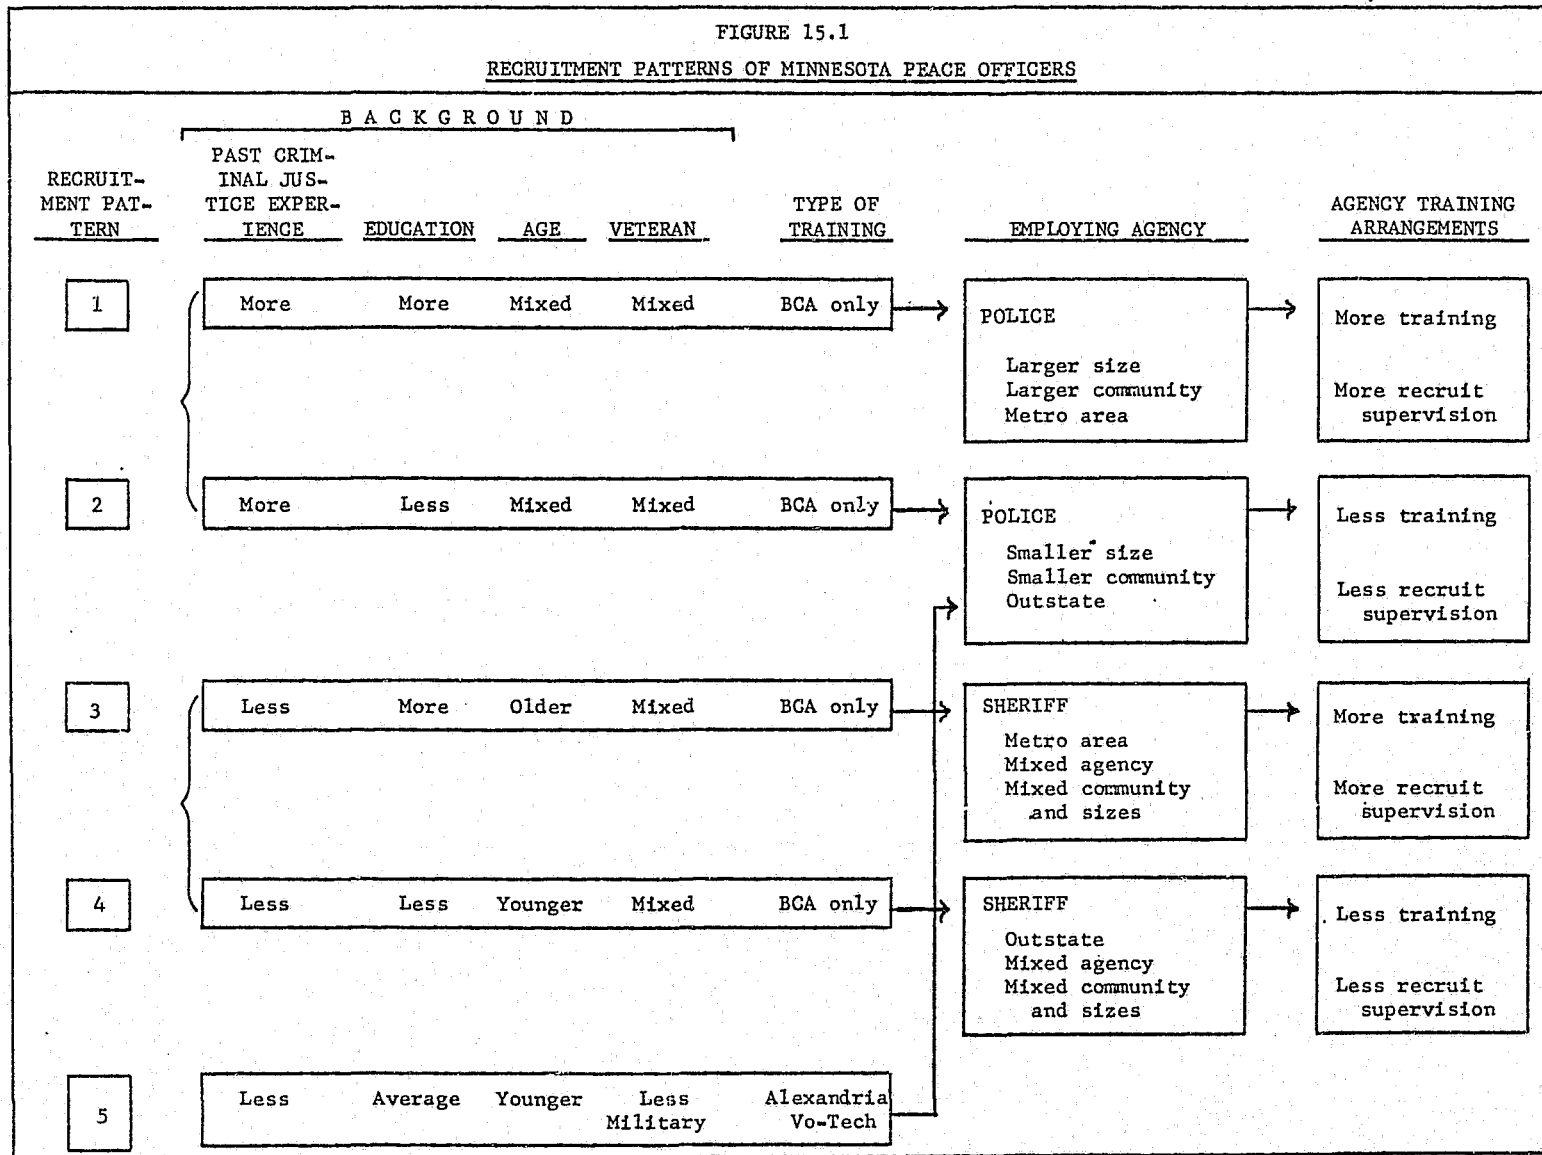 FIGURE 15.1
RECRUITMENT PATTERNS OF MINNESOTA PEACE OFFICERS
BACKGROUND
RECRUIT-
MENT PAT-
TERN
PAST CRIM-
INAL JUS-
TICE EXPER-
IENCE
EDUCATION
AGE
VETERAN
TYPE OF
TRAINING
EMPLOYING AGENCY
AGENCY TRAINING
ARRANGEMENTS
1
More More Mixed Mixed BCA only
POLICE
Larger size
Larger community
Metro area
More training
More recruit
supervision
2
More Less Mixed Mixed BCA only
POLICE
Smaller size
Smaller community
Outstate
Less training
Less recruit
supervision
3
Less More Older Mixed BCA only
SHERIFF
Metro area
Mixed agency
Mixed community
and sizes
More training
More recruit
supervision
4
Less Less Younger Mixed BCA only
SHERIFF
Outstate
Mixed agency
Mixed community
and sizes
Less training
Less recruit
supervision
5
Less Average Younger Less Alexandria
Military Vo-Tech